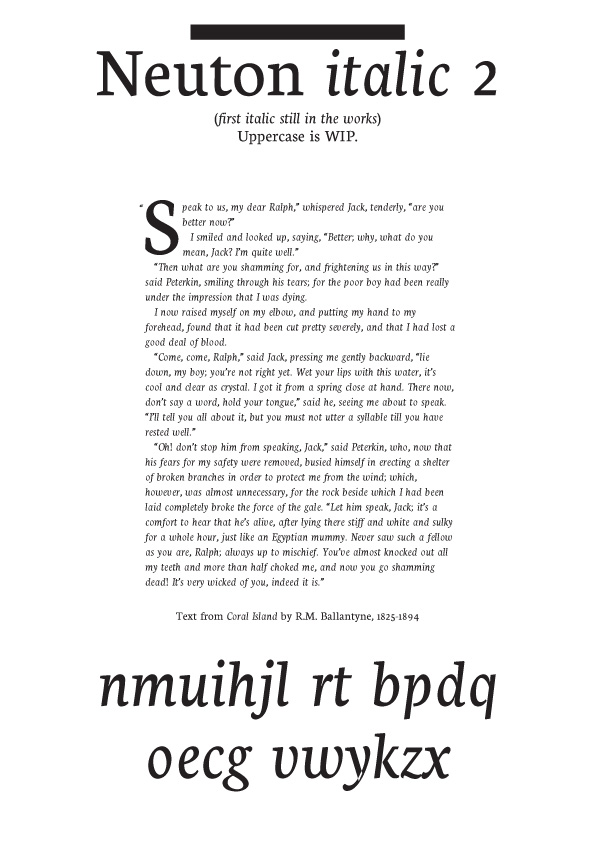 Neuton italic 2
(first italic still in the works)
Uppercase is WIP.
“Speak to us, my dear Ralph,” whispered Jack, tenderly, “are you
better now?”
I smiled and looked up, saying, “Better; why, what do you
mean, Jack? I’m quite well.”
“Then what are you shamming for, and frightening us in this way?”
said Peterkin, smiling through his tears; for the poor boy had been really
under the impression that I was dying.
I now raised myself on my elbow, and putting my hand to my
forehead, found that it had been cut pretty severely, and that I had lost a
good deal of blood.
“Come, come, Ralph,” said Jack, pressing me gently backward, “lie
down, my boy; you’re not right yet. Wet your lips with this water, it’s
cool and clear as crystal. I got it from a spring close at hand. There now,
don’t say a word, hold your tongue,” said he, seeing me about to speak.
“I’ll tell you all about it, but you must not utter a syllable till you have
rested well.”
“Oh! don’t stop him from speaking, Jack,” said Peterkin, who, now that
his fears for my safety were removed, busied himself in erecting a shelter
of broken branches in order to protect me from the wind; which,
however, was almost unnecessary, for the rock beside which I had been
laid completely broke the force of the gale. “Let him speak, Jack; it’s a
comfort to hear that he’s alive, after lying there stiff and white and sulky
for a whole hour, just like an Egyptian mummy. Never saw such a fellow
as you are, Ralph; always up to mischief. You’ve almost knocked out all
my teeth and more than half choked me, and now you go shamming
dead! It’s very wicked of you, indeed it is.”
Text from Coral Island by R.M. Ballantyne, 1825-1894
nmuihjl rt bpdq
oecg vwykzx